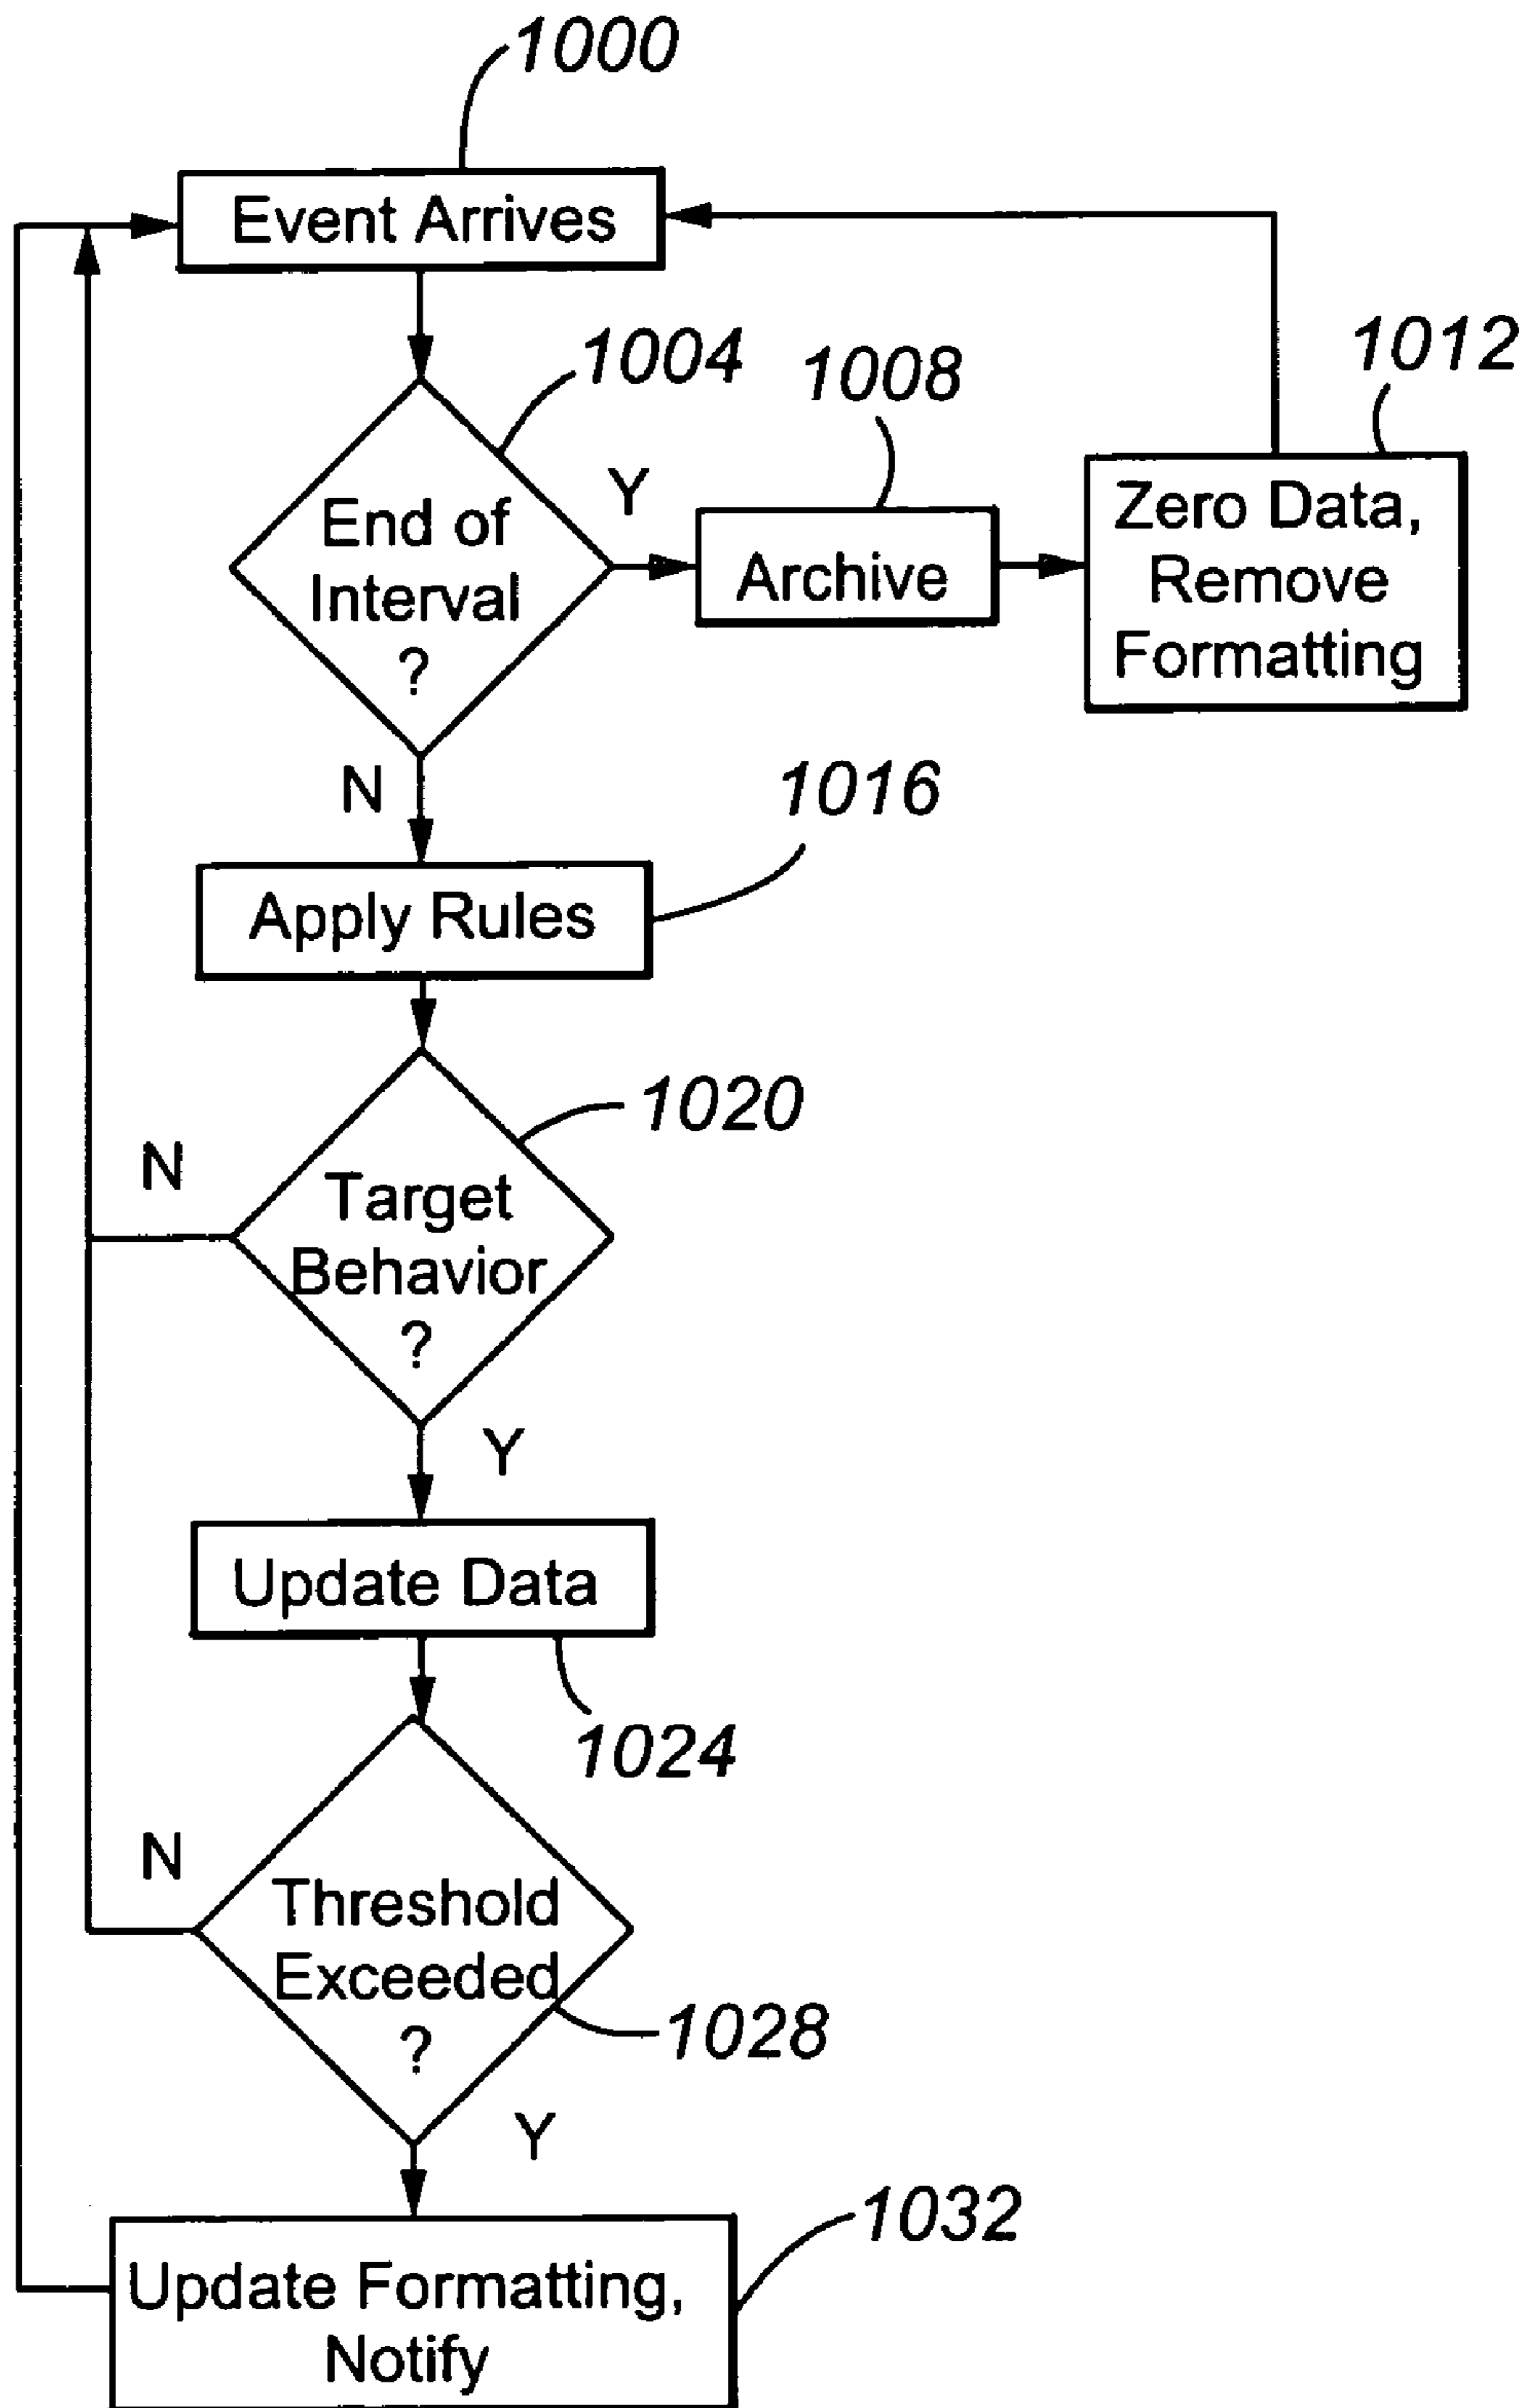 1000
Event Arrives
1004
1008
1012
End of
Interval
?
Y
Archive
Zero Data,
Remove
Formatting
N
1016
Apply Rules
1020
N
Target
Behavior
?
Y
Update Data
1024
N
Threshold
Exceeded
?
1028
Y
1032
Update Formatting,
Notify